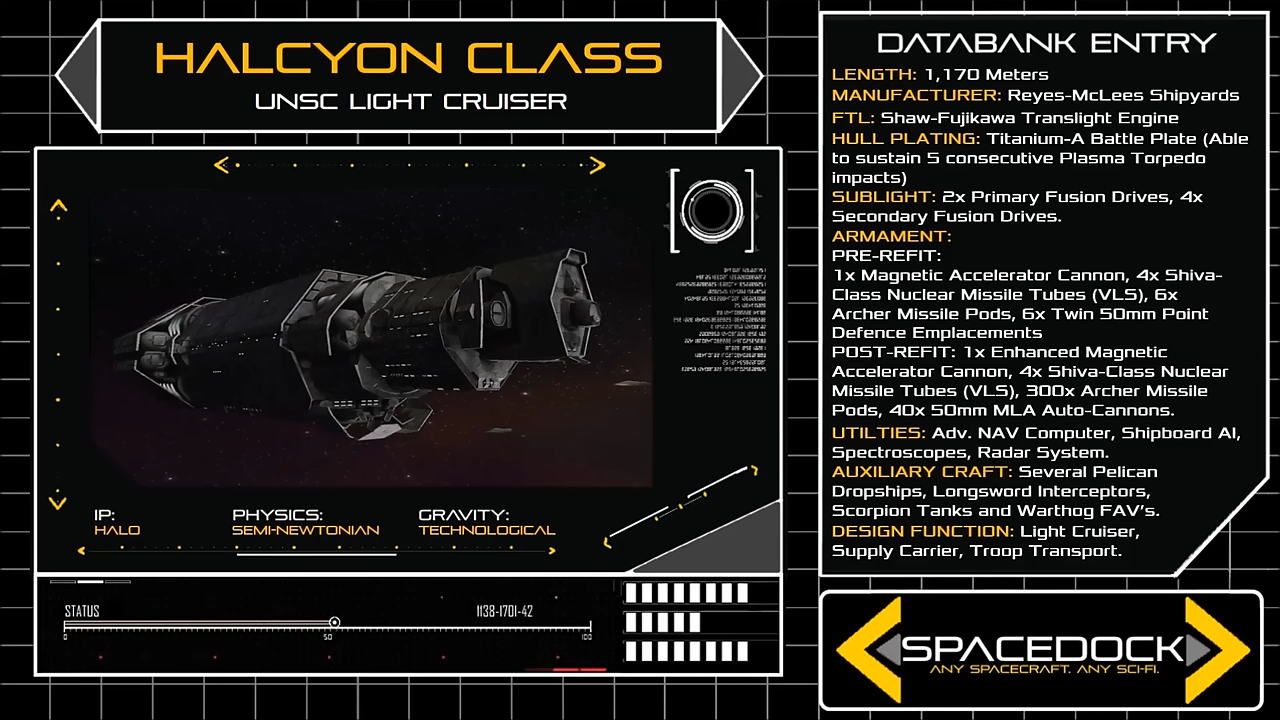 HALCYON CLASS
UNSC LIGHT CRUISER
IP:
HALO
PHYSICS:
SEMI-NEWTONIAN
GRAVITY:
TECHNOLOGICAL
STATUS
1138-1701-42
0
50
100
DATABANK ENTRY
LENGTH: 1,170 Meters
MANUFACTURER: Reyes-McLees Shipyards
FTL: Shaw-Fujikawa Translight Engine
HULL PLATING: Titanium-A Battle Plate (Able
to sustain 5 consecutive Plasma Torpedo
impacts)
SUBLIGHT: 2x Primary Fusion Drives, 4x
Secondary Fusion Drives.
ARMAMENT:
PRE-REFIT:
1x Magnetic Accelerator Cannon, 4x Shiva-
Class Nuclear Missile Tubes (VLS), 6x
Archer Missile Pods, 6x Twin 50mm Point
Defence Emplacements
POST-REFIT: 1x Enhanced Magnetic
Accelerator Cannon, 4x Shiva-Class Nuclear
Missile Tubes (VLS), 300x Archer Missile
Pods, 40x 50mm MLA Auto-Cannons.
UTILTIES: Adv. NAV Computer, Shipboard AI,
Spectroscopes, Radar System.
AUXILIARY CRAFT: Several Pelican
Dropships, Longsword Interceptors,
Scorpion Tanks and Warthog FAV's.
DESIGN FUNCTION: Light Cruiser,
Supply Carrier, Troop Transport.
SPACEDOCK
ANY SPACECRAFT. ANY SCI-FI.